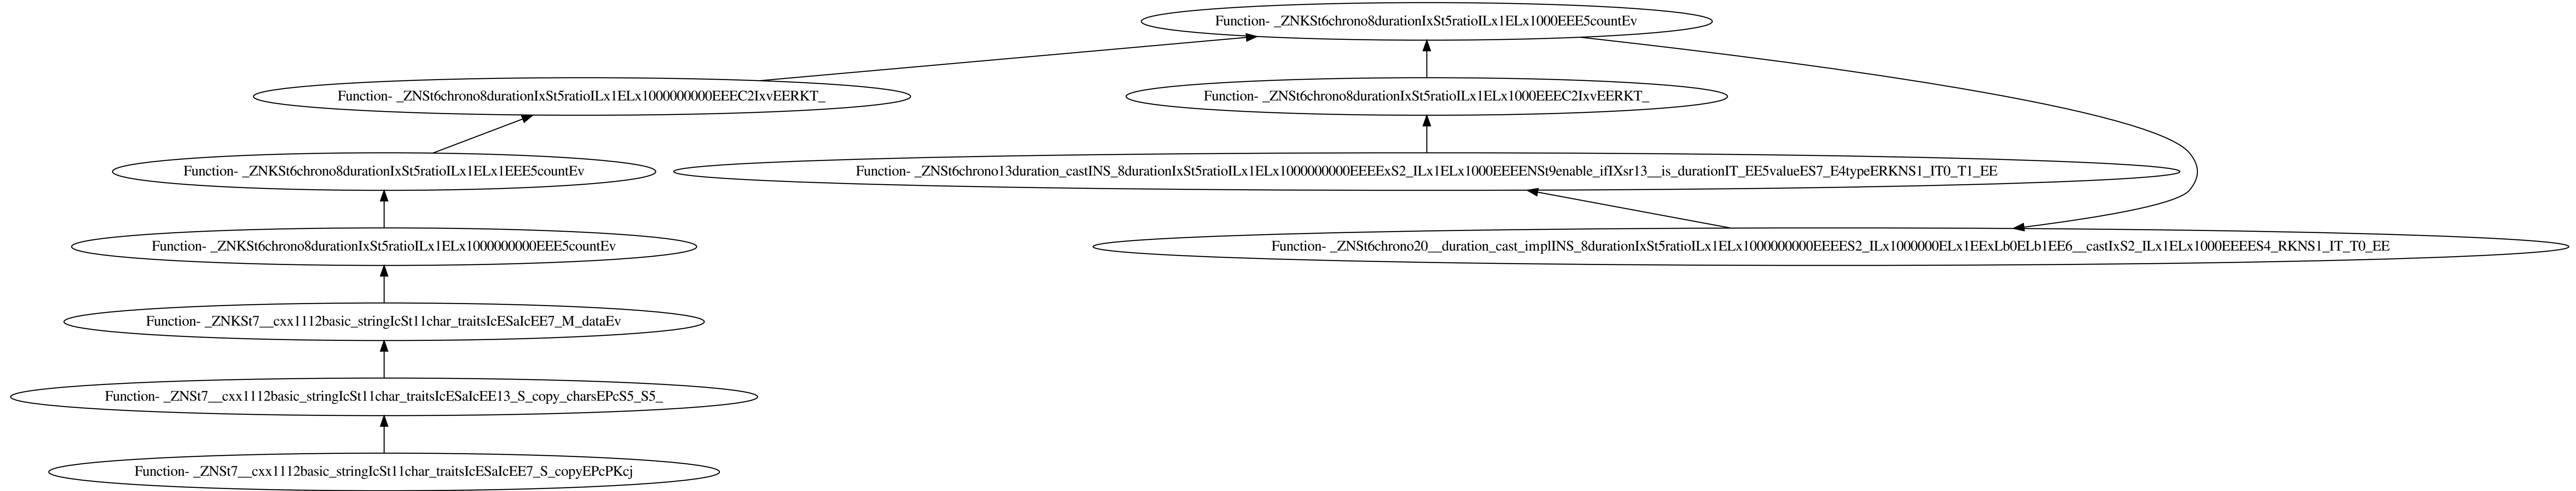 Function- _ZNKSt6chrono8durationIxSt5ratioILx1ELx1000EEE5countEv
Function- _ZNSt6chrono8durationIxSt5ratioILx1ELx1000000000EEEC2IxvEERKT_
Function- _ZNSt6chrono8durationIxSt5ratioILx1ELx1000EEEC2IxvEERKT_
Function- _ZNKSt6chrono8durationIxSt5ratioILx1ELx1EEE5countEv
Function- _ZNSt6chrono13duration_castINS_8durationIxSt5ratioILx1ELx1000000000EEEExS2_ILx1ELx1000EEEENSt9enable_ifIXsr13__is_durationIT_EE5valueES7_E4typeERKNS1_IT0_T1_EE
Function- _ZNKSt6chrono8durationIxSt5ratioILx1ELx1000000000EEE5countEv
Function- _ZNSt6chrono20__duration_cast_implINS_8durationIxSt5ratioILx1ELx1000000000EEEES2_ILx1000000ELx1EExLb0ELb1EE6__castIxS2_ILx1ELx1000EEEES4_RKNS1_IT_T0_EE
Function- _ZNKSt7__cxx1112basic_stringIcSt11char_traitsIcESaIcEE7_M_dataEv
Function- _ZNSt7__cxx1112basic_stringIcSt11char_traitsIcESaIcEE13_S_copy_charsEPcS5_S5_
Function- _ZNSt7__cxx1112basic_stringIcSt11char_traitsIcESaIcEE7_S_copyEPcPKcj